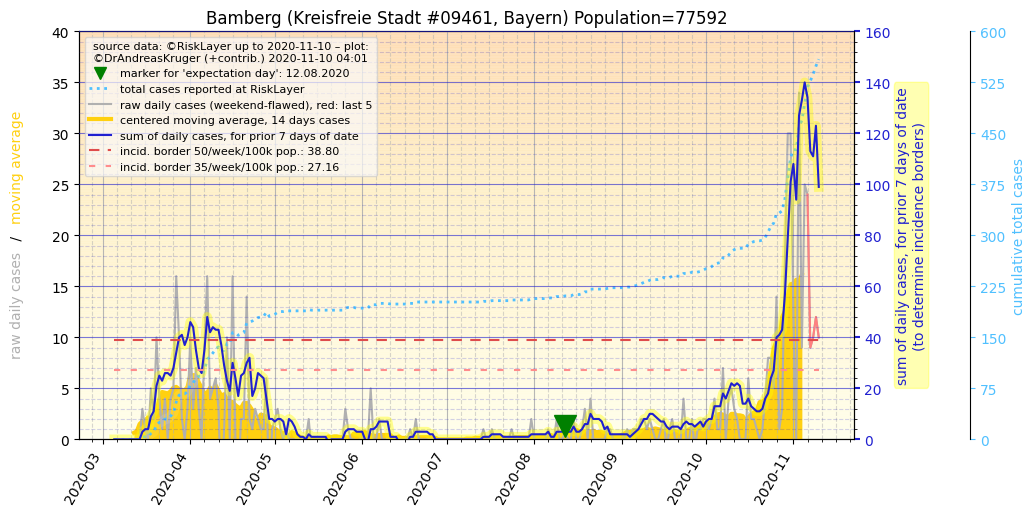 Bamberg (Kreisfreie Stadt #09461, Bayern) Population=77592
source data: ©RiskLayer up to 2020-11-10 – plot:
©DrAndreasKruger (+contrib.) 2020-11-10 04:01
marker for 'expectation day': 12.08.2020
total cases reported at RiskLayer
raw daily cases (weekend-flawed), red: last 5
centered moving average, 14 days cases
sum of daily cases, for prior 7 days of date
incid. border 50/week/100k pop.: 38.80
incid. border 35/week/100k pop.: 27.16
raw daily cases / moving average
40
35
30
25
20
15
10
5
0
2020-03
2020-04
2020-05
2020-06
2020-07
2020-08
2020-09
2020-10
2020-11
160
140
120
100
80
60
40
20
0
sum of daily cases, for prior 7 days of date
(to determine incidence borders)
600
525
450
375
300
225
150
75
0
cumulative total cases